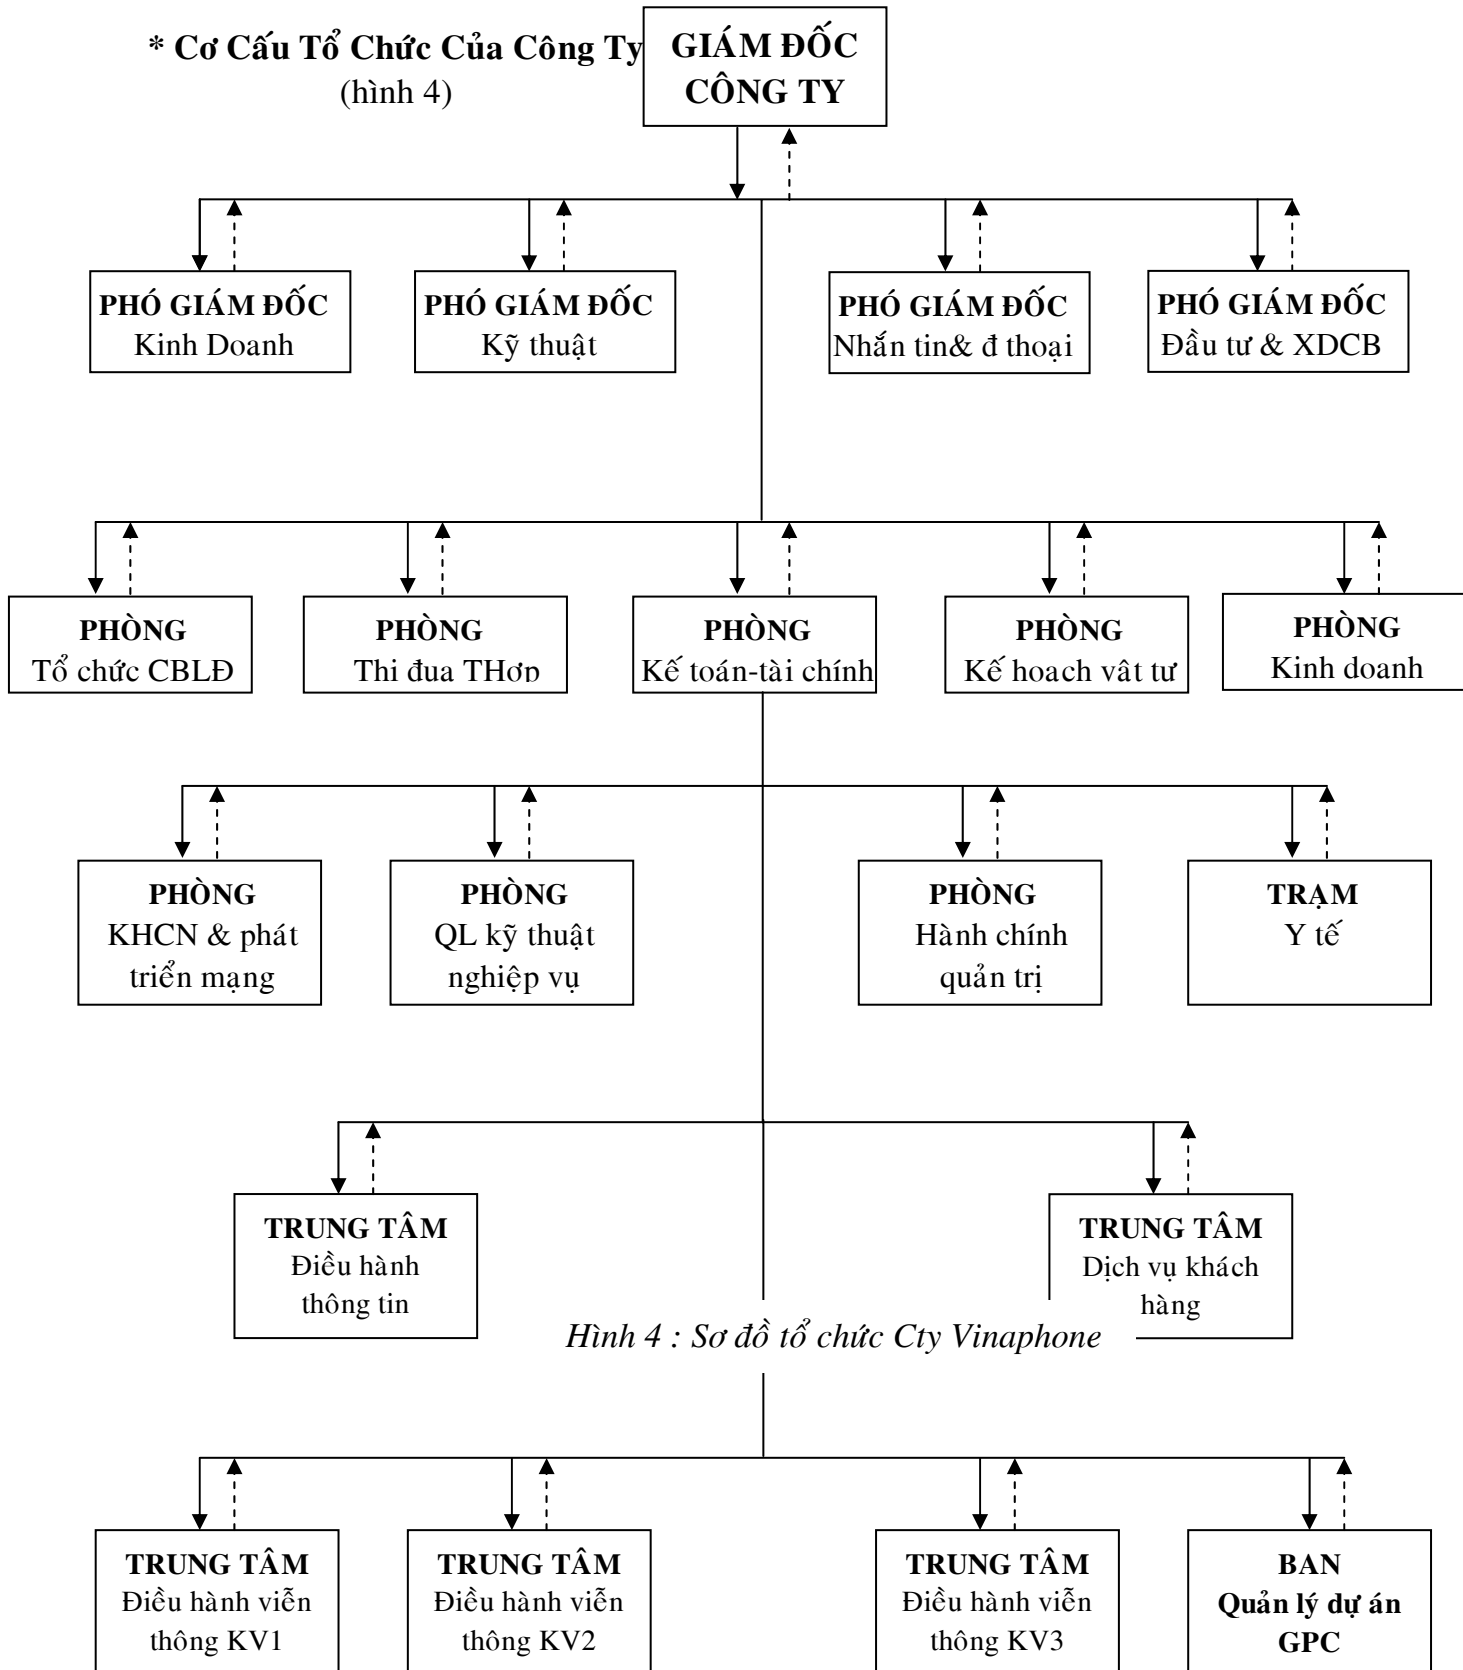 * Cơ Cấu Tổ Chức Của Công Ty
(hình 4)
GIÁM ĐỐC
CÔNG TY
PHÓ GIÁM ĐỐC
Kinh Doanh
PHÓ GIÁM ĐỐC
Kỹ thuật
PHÓ GIÁM ĐỐC
Nhắn tin& đ thoại
PHÓ GIÁM ĐỐC
Đầu tư & XDCB
PHÒNG
Tổ chức CBLĐ
PHÒNG
Thi đua THợp
PHÒNG
Kế toán-tài chính
PHÒNG
Kế hoạch vật tư
PHÒNG
Kinh doanh
PHÒNG
KHCN & phát
triển mạng
PHÒNG
QL kỹ thuật
nghiệp vụ
PHÒNG
Hành chính
quản trị
TRẠM
Y tế
TRUNG TÂM
Điều hành
thông tin
TRUNG TÂM
Dịch vụ khách
hàng
Hình 4 : Sơ đồ tổ chức Cty Vinaphone
TRUNG TÂM
Điều hành viễn
thông KV1
TRUNG TÂM
Điều hành viễn
thông KV2
TRUNG TÂM
Điều hành viễn
thông KV3
BAN
Quản lý dự án
GPC